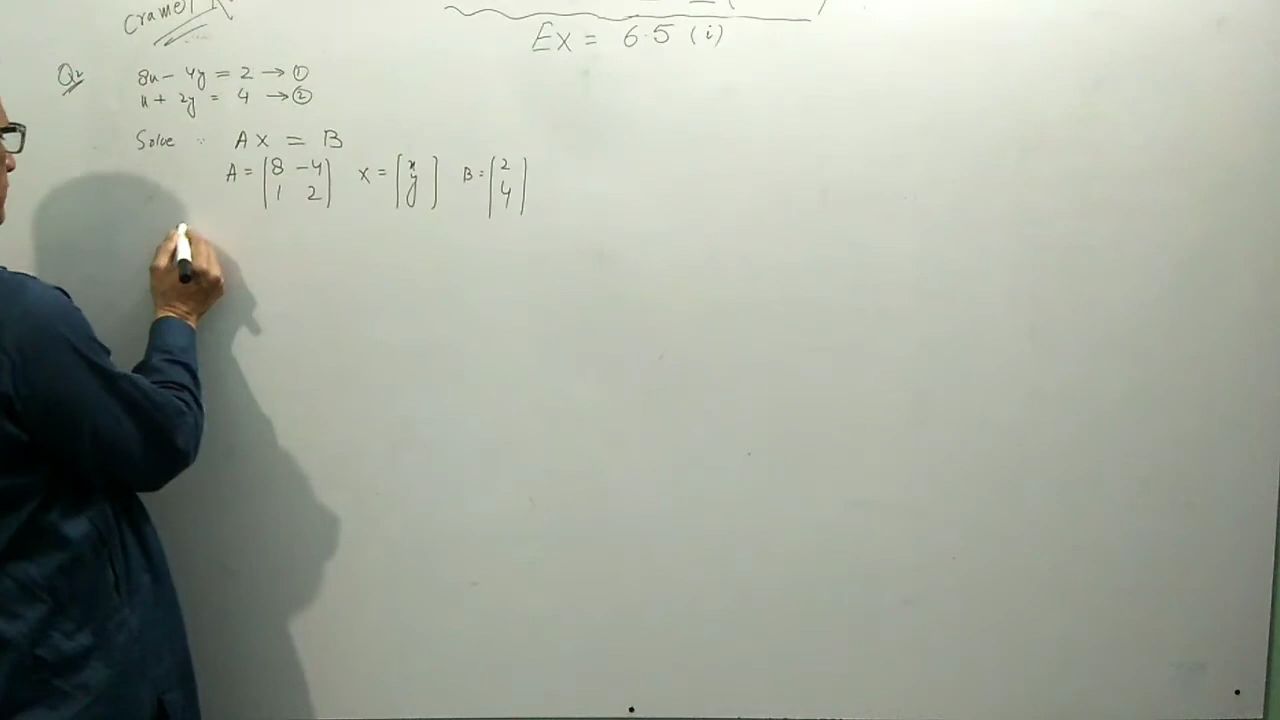 Cramer
Ex = 6.5 (i)
Q2 8x - 4y = 2 → ①
x + 2y = 4 → ②
Solve ∵ AX = B
A = [8 -4 X = [x B = [2
1 2] y] 4]